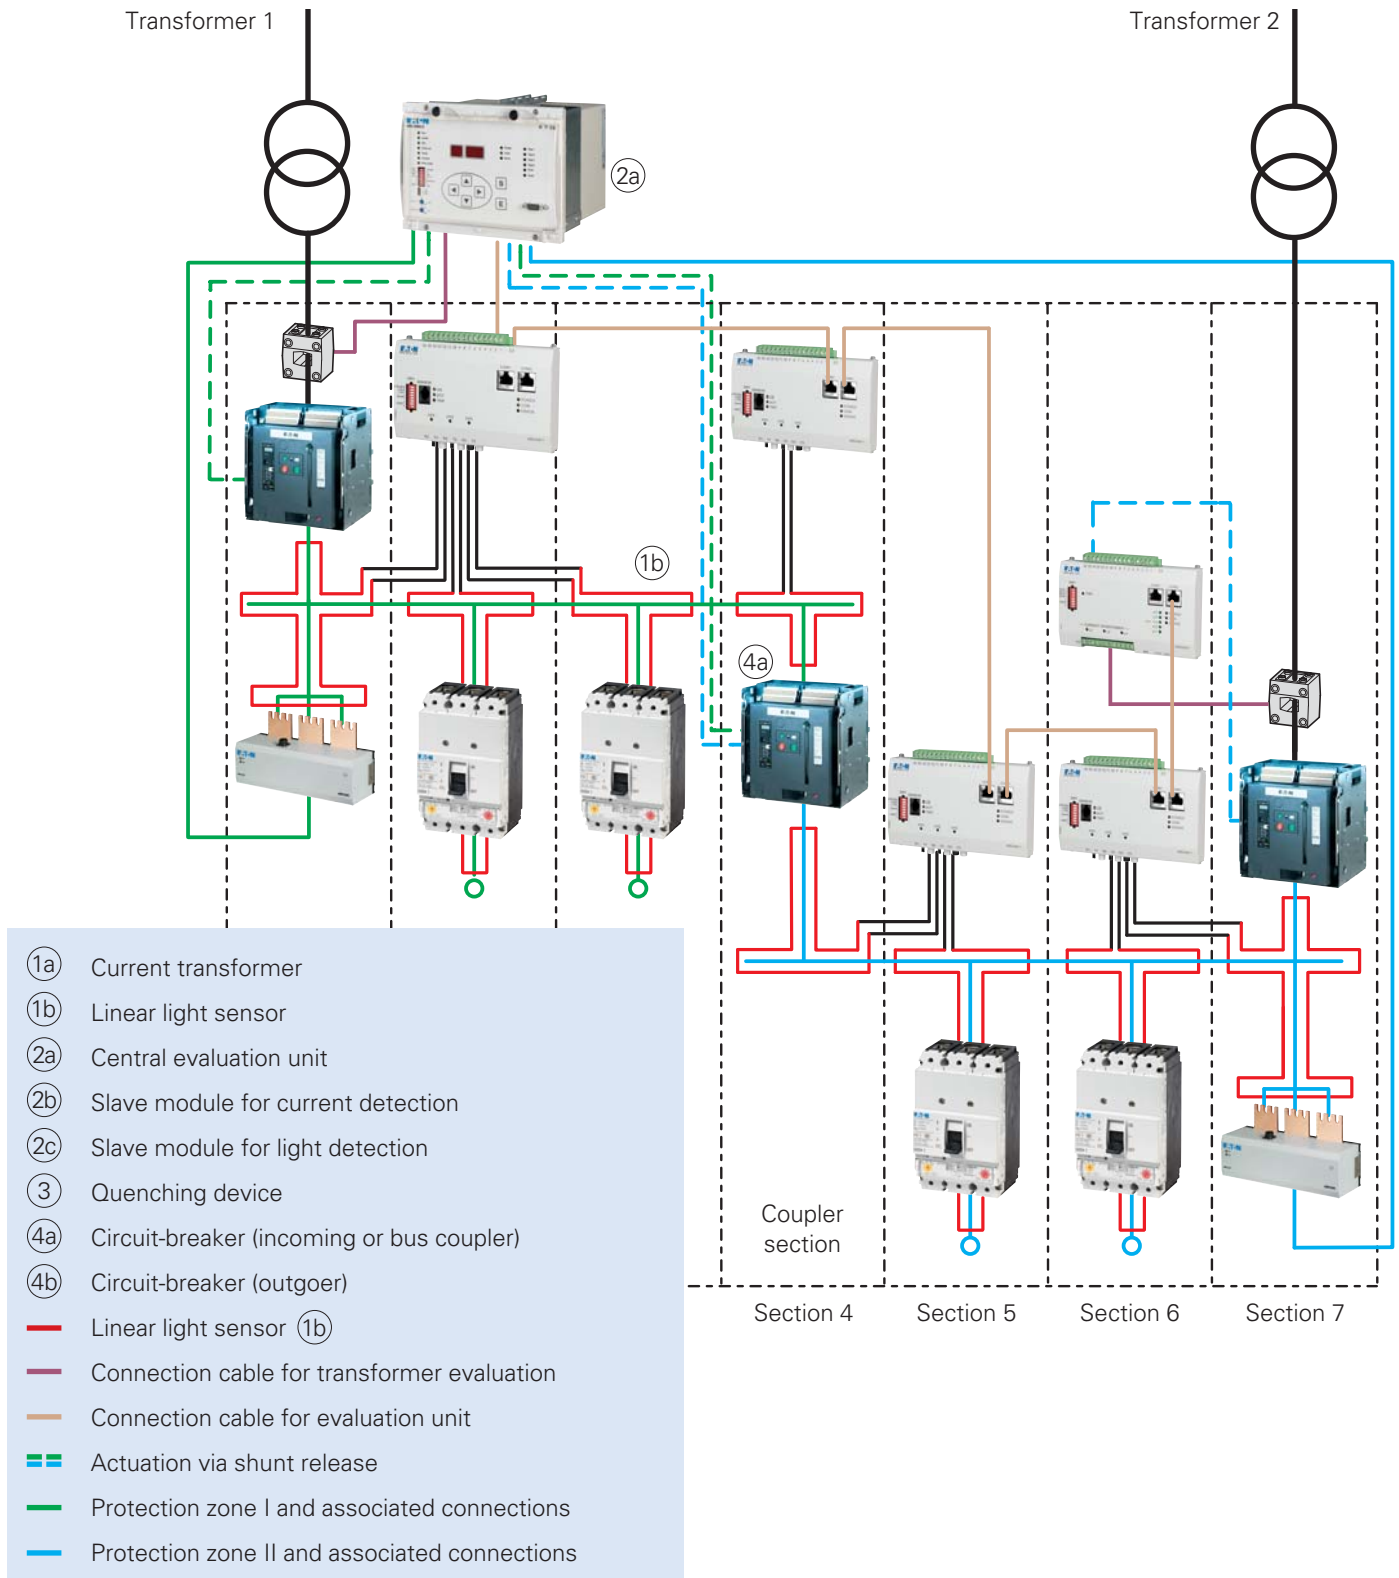 Transformer 1
Transformer 2
2a
1b
4a
1a Current transformer
1b Linear light sensor
2a Central evaluation unit
2b Slave module for current detection
2c Slave module for light detection
3 Quenching device
4a Circuit-breaker (incoming or bus coupler)
4b Circuit-breaker (outgoer)
Linear light sensor 1b
Connection cable for transformer evaluation
Connection cable for evaluation unit
Actuation via shunt release
Protection zone I and associated connections
Protection zone II and associated connections
Coupler
section
Section 4
Section 5
Section 6
Section 7